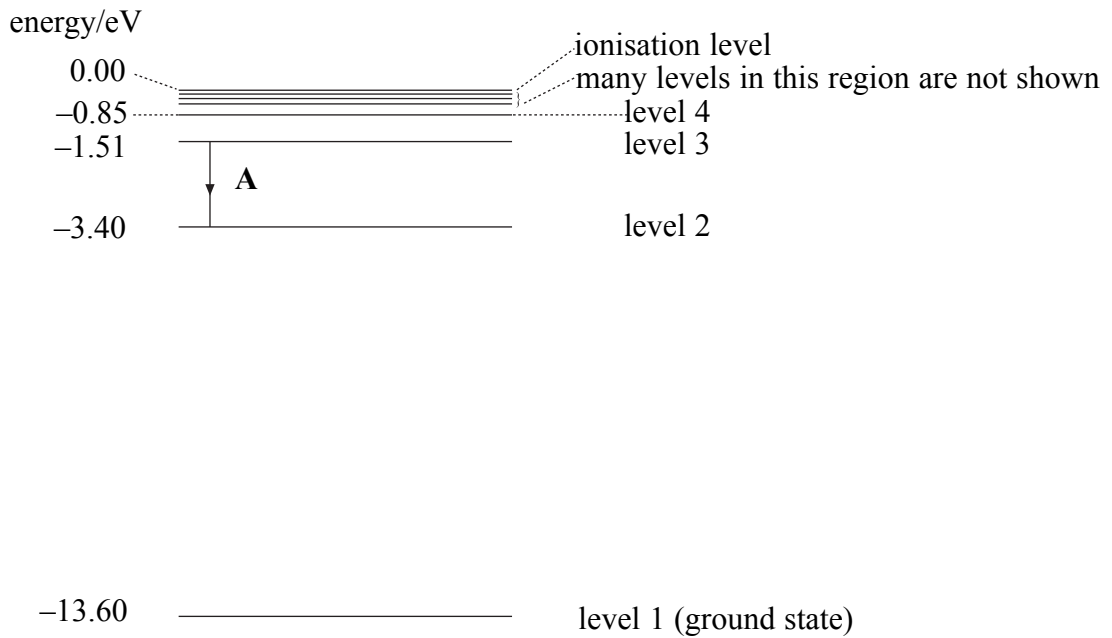 energy/eV
ionisation level
0.00
many levels in this region are not shown
–0.85
level 4
–1.51
level 3
A
–3.40
level 2
–13.60
level 1 (ground state)